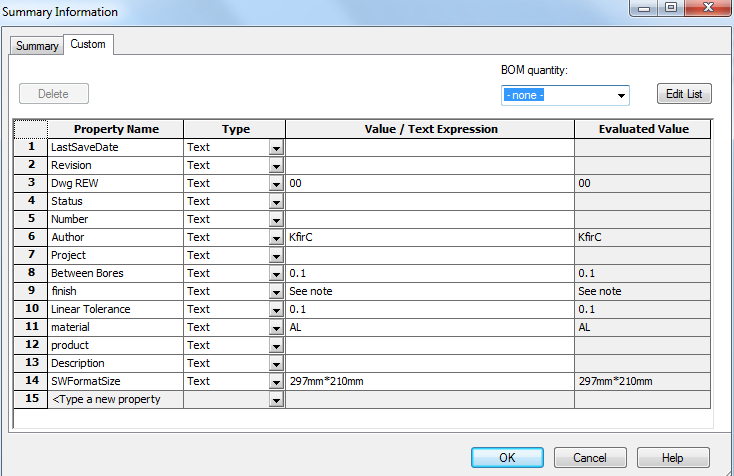 Summary Information
Summary Custom
BOM quantity:
Delete - none - Edit List
Property Name Type Value / Text Expression Evaluated Value
1 LastSaveDate Text
2 Revision Text
3 Dwg REW Text 00 00
4 Status Text
5 Number Text
6 Author Text KfirC KfirC
7 Project Text
8 Between Bores Text 0.1 0.1
9 finish Text See note See note
10 Linear Tolerance Text 0.1 0.1
11 material Text AL AL
12 product Text
13 Description Text
14 SWFormatSize Text 297mm*210mm 297mm*210mm
15 <Type a new property
OK Cancel Help